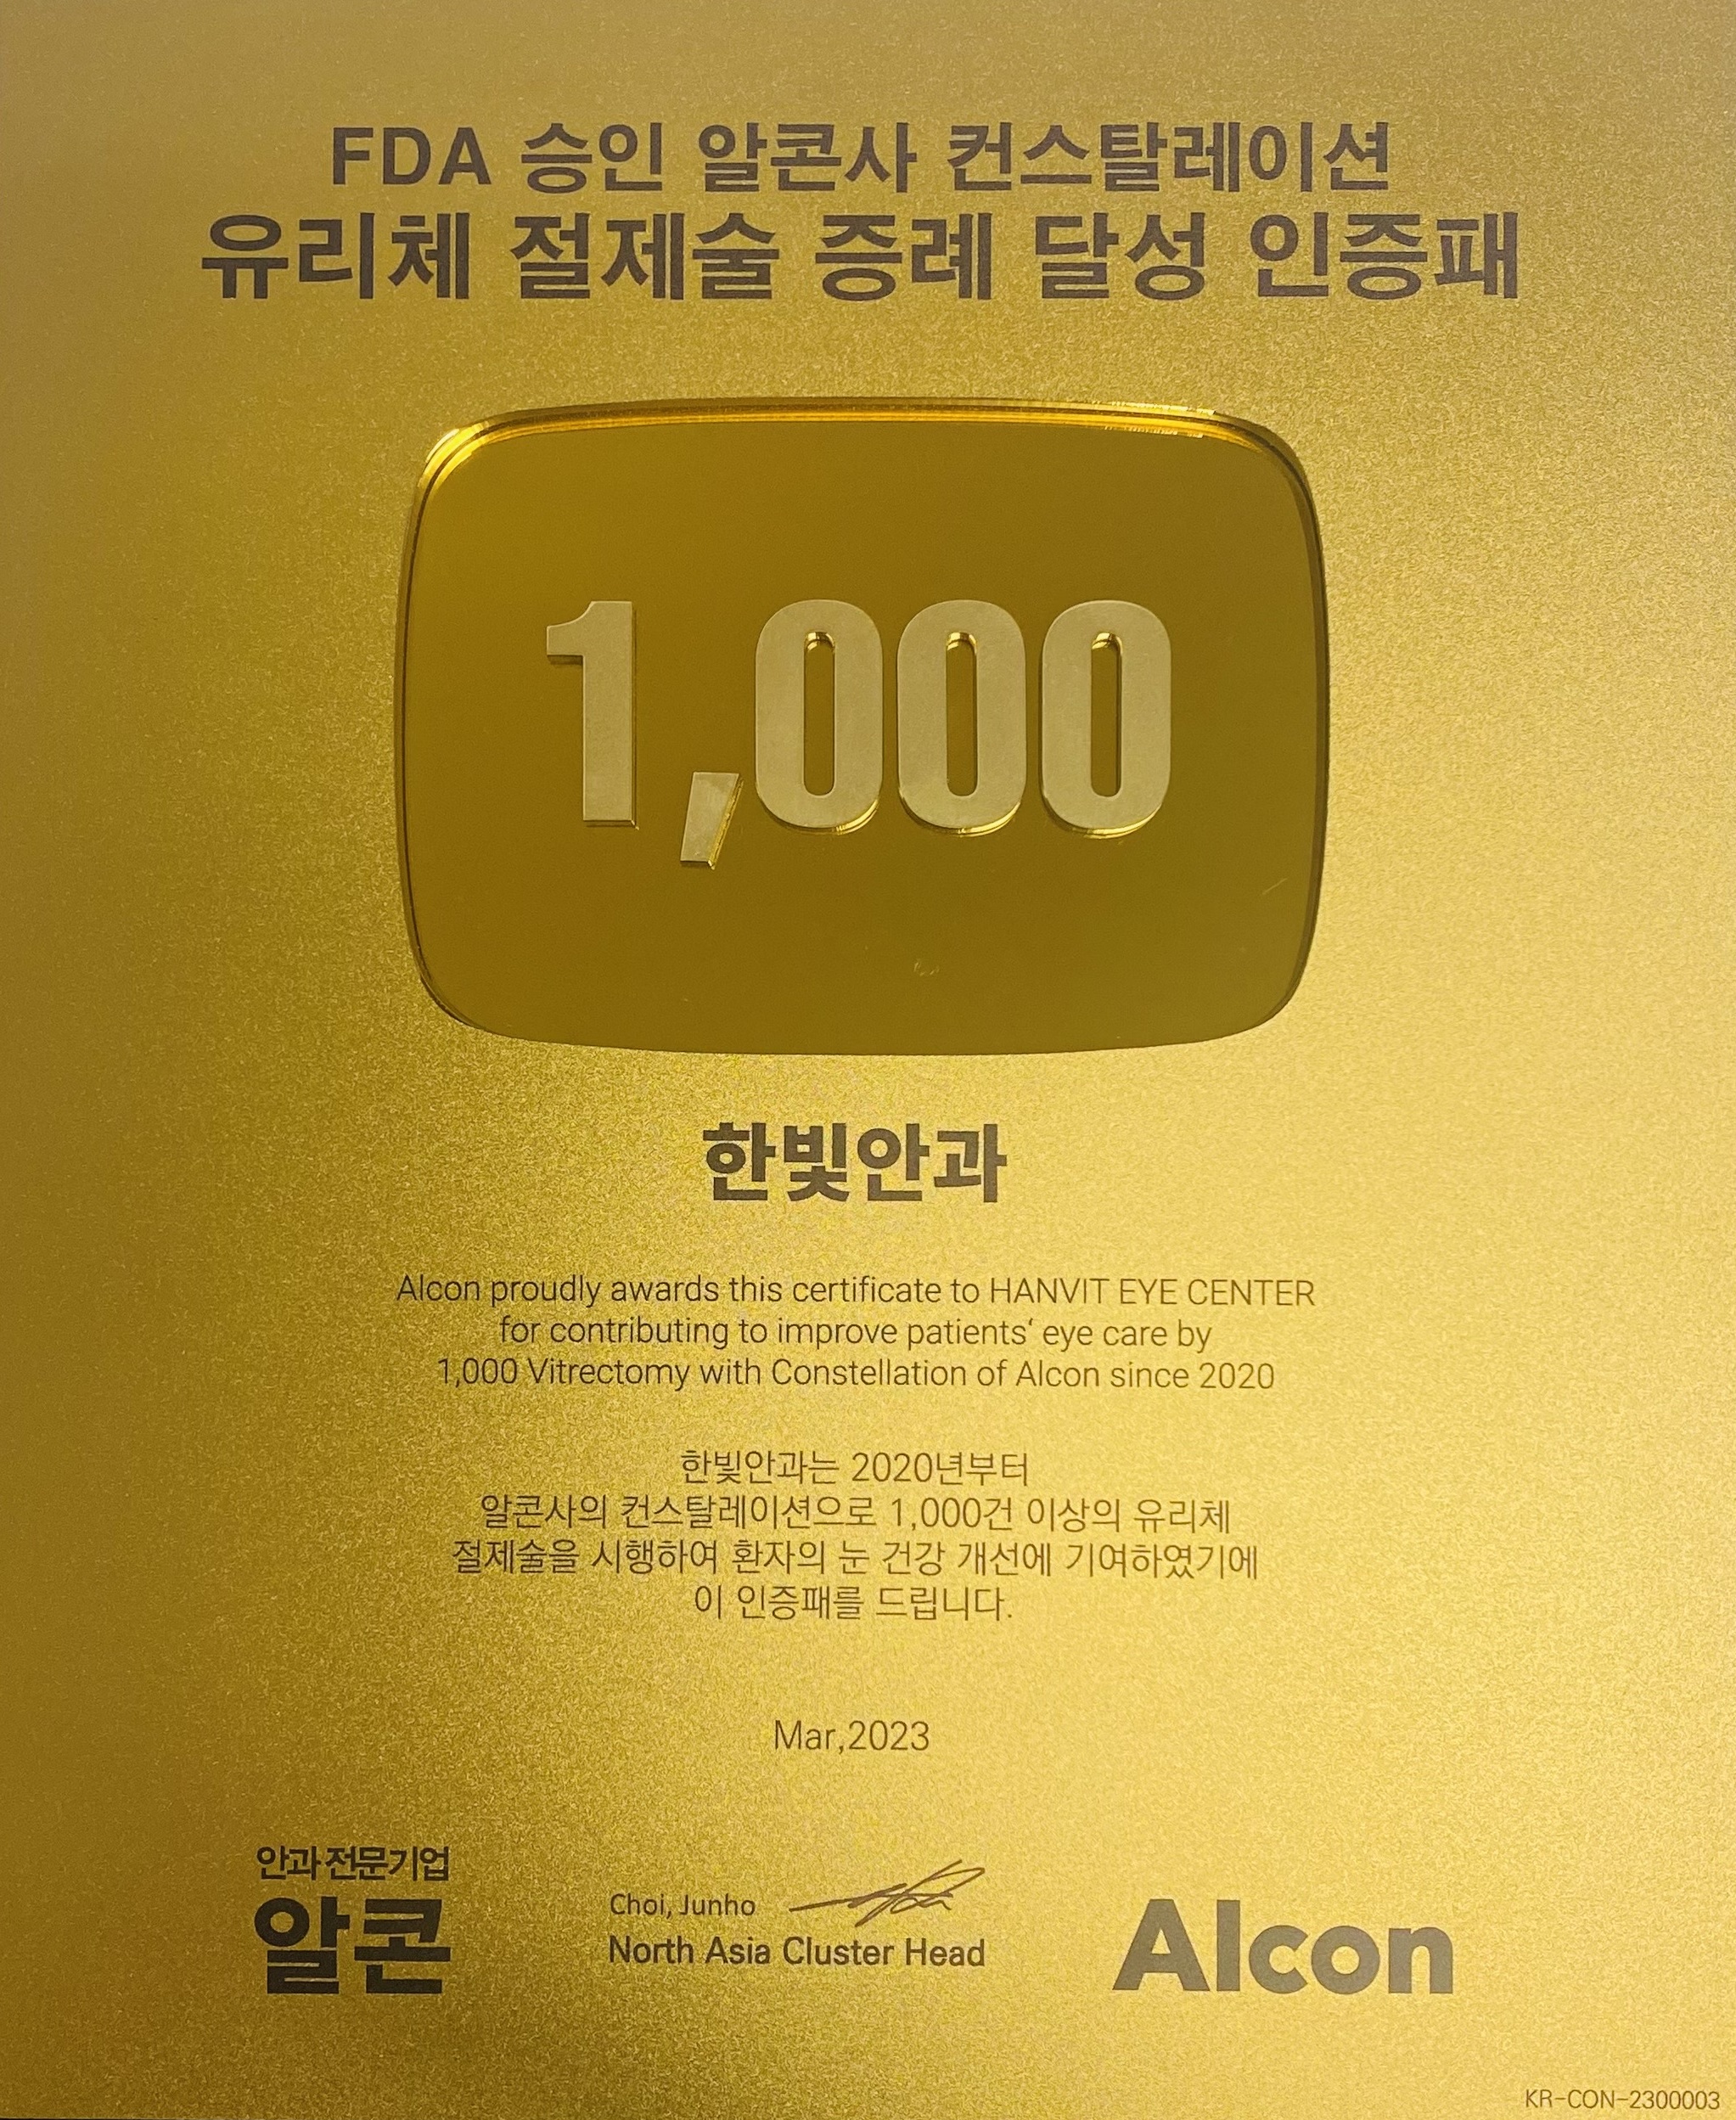 FDA 승인 알콘사 컨스탈레이션
유리체 절제술 증례 달성 인증패
1,000
한빛안과
Alcon proudly awards this certificate to HANVIT EYE CENTER
for contributing to improve patients‘ eye care by
1,000 Vitrectomy with Constellation of Alcon since 2020
한빛안과는 2020년부터
알콘사의 컨스탈레이션으로 1,000건 이상의 유리체
절제술을 시행하여 환자의 눈 건강 개선에 기여하였기에
이 인증패를 드립니다.
Mar,2023
안과전문기업
알콘
Choi, Junho
North Asia Cluster Head
Alcon
KR-CON-2300003